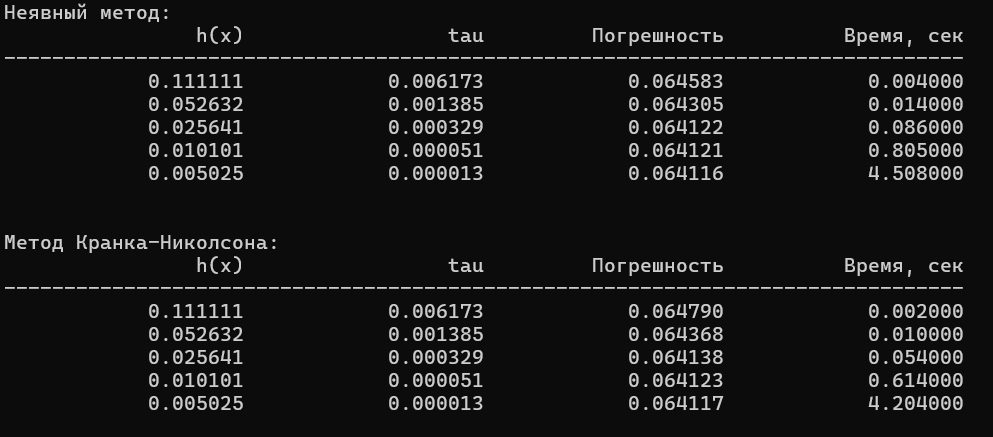 Неявный метод:
h(x) tau Погрешность Время, сек
--------------------------------------------------------------------------------
0.111111 0.006173 0.064583 0.004000
0.052632 0.001385 0.064305 0.014000
0.025641 0.000329 0.064122 0.086000
0.010101 0.000051 0.064121 0.805000
0.005025 0.000013 0.064116 4.508000
Метод Кранка-Николсона:
h(x) tau Погрешность Время, сек
--------------------------------------------------------------------------------
0.111111 0.006173 0.064790 0.002000
0.052632 0.001385 0.064368 0.010000
0.025641 0.000329 0.064138 0.054000
0.010101 0.000051 0.064123 0.614000
0.005025 0.000013 0.064117 4.204000